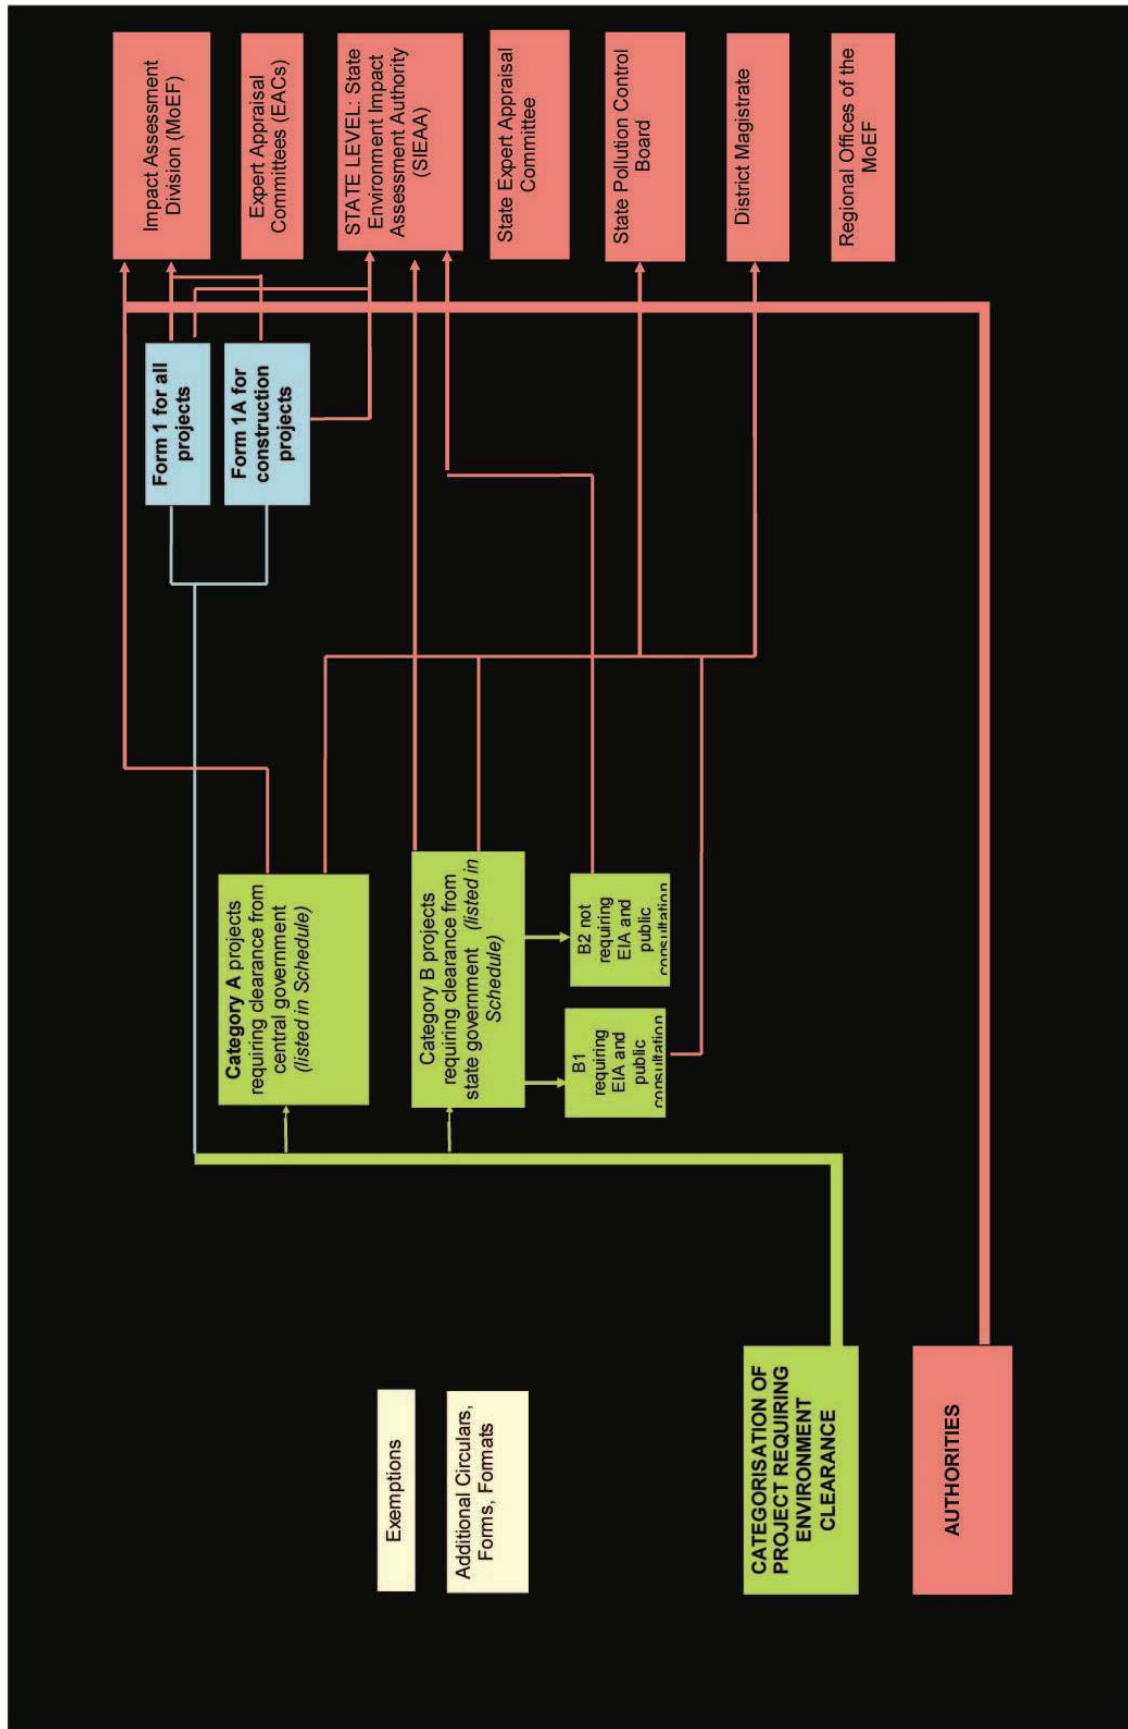 Exemptions
Additional Circulars,
Forms, Formats
CATEGORISATION OF
PROJECT REQUIRING
ENVIRONMENT
CLEARANCE
AUTHORITIES
Category A projects
requiring clearance from
central government
(listed in Schedule)
Category B projects
requiring clearance from
state government (listed in
Schedule)
B1
requiring
EIA and
public
consultation
B2 not
requiring
EIA and
public
consultation
Form 1 for all
projects
Form 1A for
construction
projects
Impact Assessment
Division (MoEF)
Expert Appraisal
Committees (EACs)
STATE LEVEL: State
Environment Impact
Assessment Authority
(SIEAA)
State Expert Appraisal
Committee
State Pollution Control
Board
District Magistrate
Regional Offices of the
MoEF